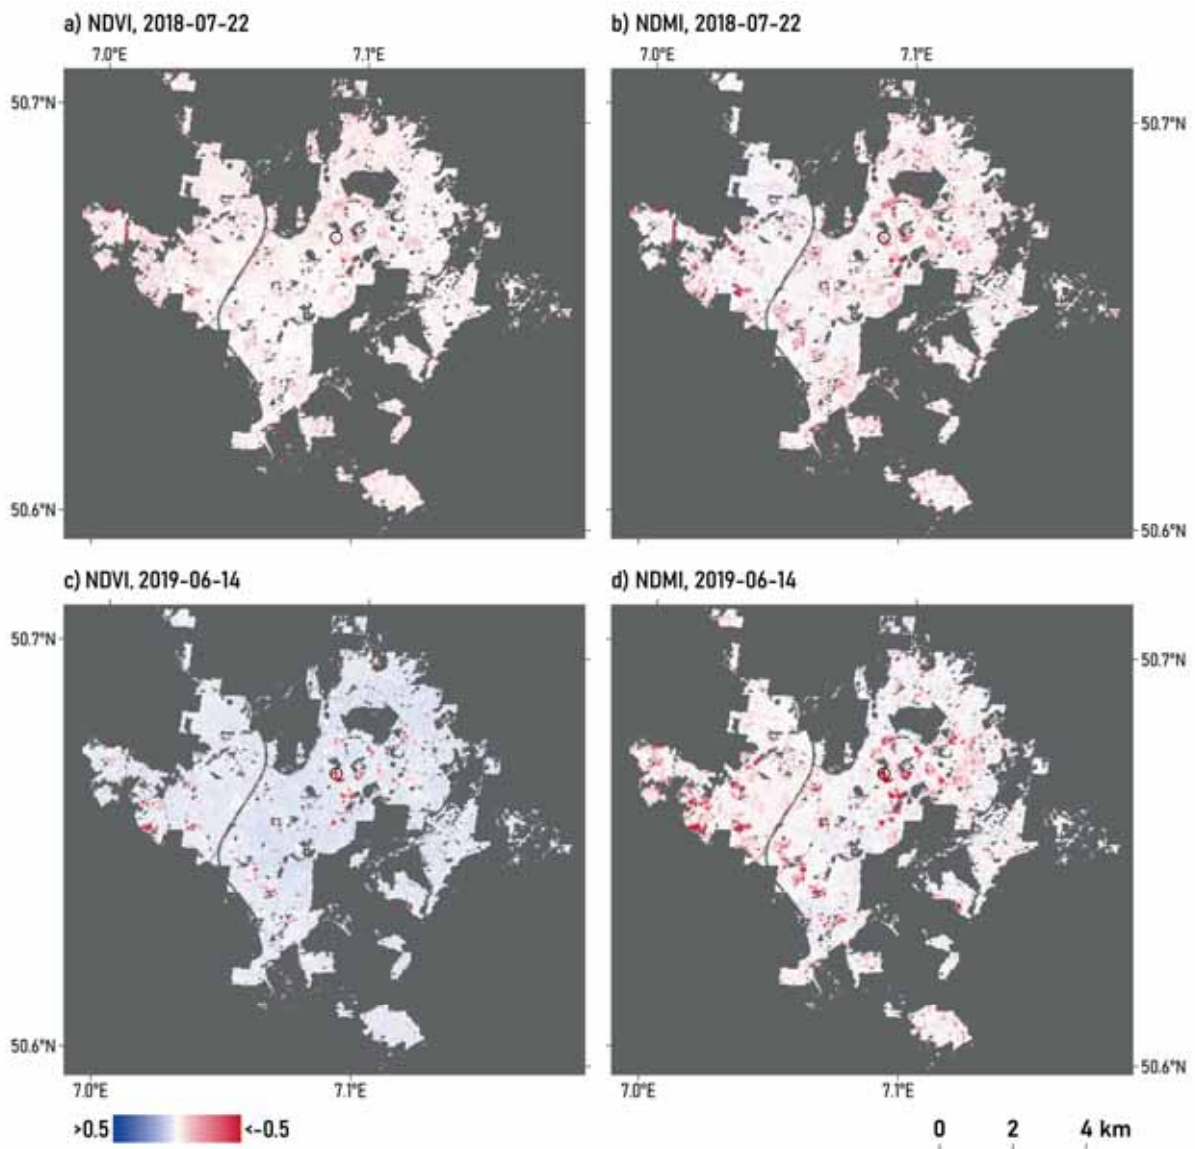 a) NDVI, 2018-07-22
b) NDMI, 2018-07-22
7.0°E 7.1°E 7.0°E 7.1°E
50.7°N 50.7°N
50.6°N 50.6°N
c) NDVI, 2019-06-14
d) NDMI, 2019-06-14
50.7°N 50.7°N
50.6°N 50.6°N
7.0°E 7.1°E 7.0°E 7.1°E
>0.5 <-0.5
0 2 4 km